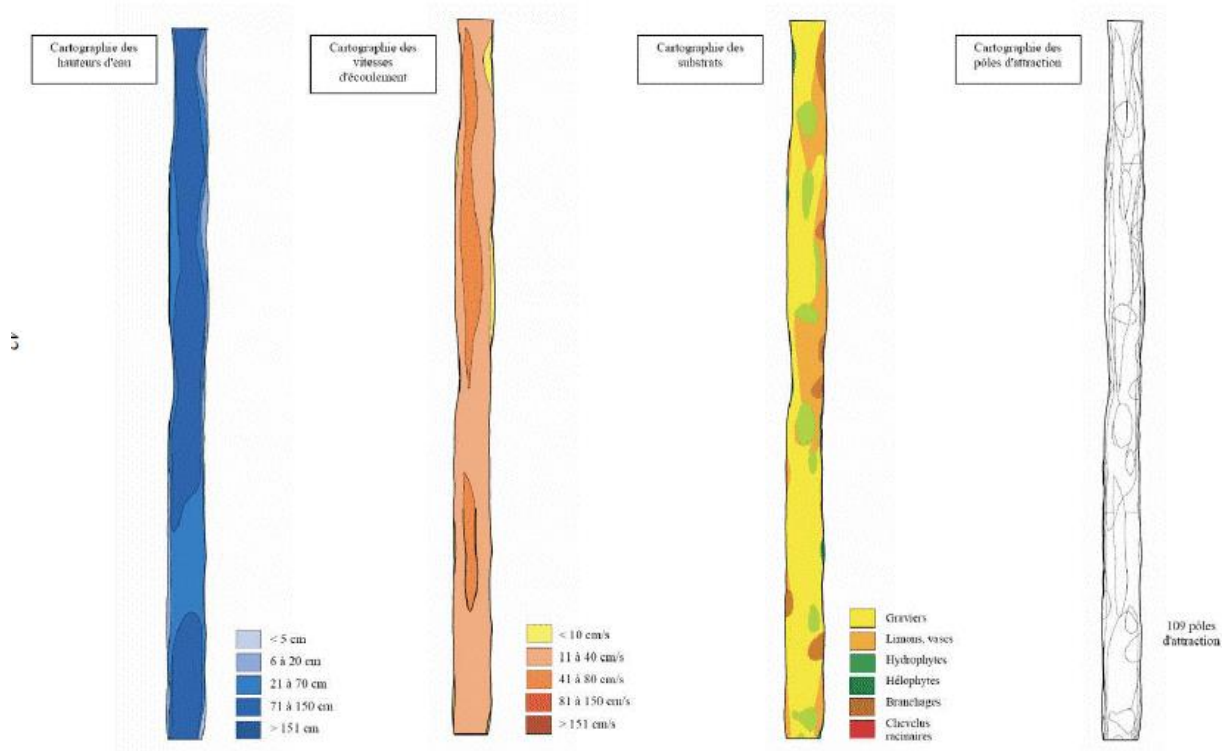 Cartographie des
hauteurs d'eau
Cartographie des
vitesses
d'écoulement
Cartographie des
substrats
Cartographie des
pôles d'attraction
< 5 cm
6 à 20 cm
21 à 70 cm
71 à 150 cm
> 151 cm
< 10 cm/s
11 à 40 cm/s
41 à 80 cm/s
81 à 150 cm/s
> 151 cm/s
Graviers
Limons, vases
Hydrophytes
Hélophytes
Branchages
Chevelus
racinaires
109 pôles
d'attraction